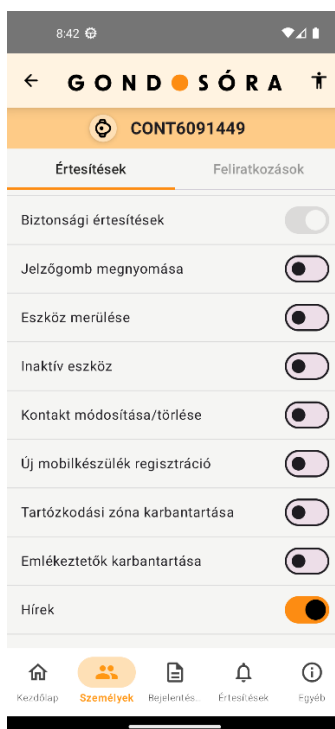 8:42
GONDOSÓRA
CONT6091449
Értesítések Feliratkozások
Biztonsági értesítések
Jelzőgomb megnyomása
Eszköz merülése
Inaktív eszköz
Kontakt módosítása/törlése
Új mobilkészülék regisztráció
Tartózkodási zóna karbantartása
Emlékeztetők karbantartása
Hírek
Kezdőlap Személyek Bejelentés.. Értesítések Egyéb